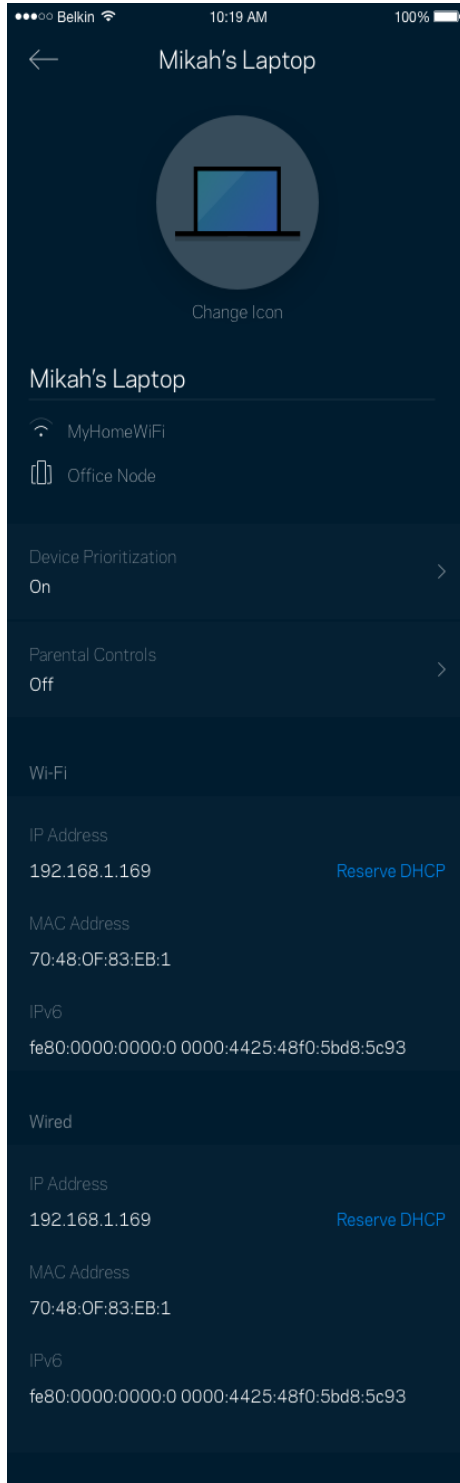 Belkin 10:19 AM 100%
Mikah's Laptop
Change Icon
Mikah's Laptop
MyHomeWiFi
Office Node
Device Prioritization
On
Parental Controls
Off
Wi-Fi
IP Address
192.168.1.169 Reserve DHCP
MAC Address
70:48:0F:83:EB:1
IPv6
fe80:0000:0000:0 0000:4425:48f0:5bd8:5c93
Wired
IP Address
192.168.1.169 Reserve DHCP
MAC Address
70:48:0F:83:EB:1
IPv6
fe80:0000:0000:0 0000:4425:48f0:5bd8:5c93